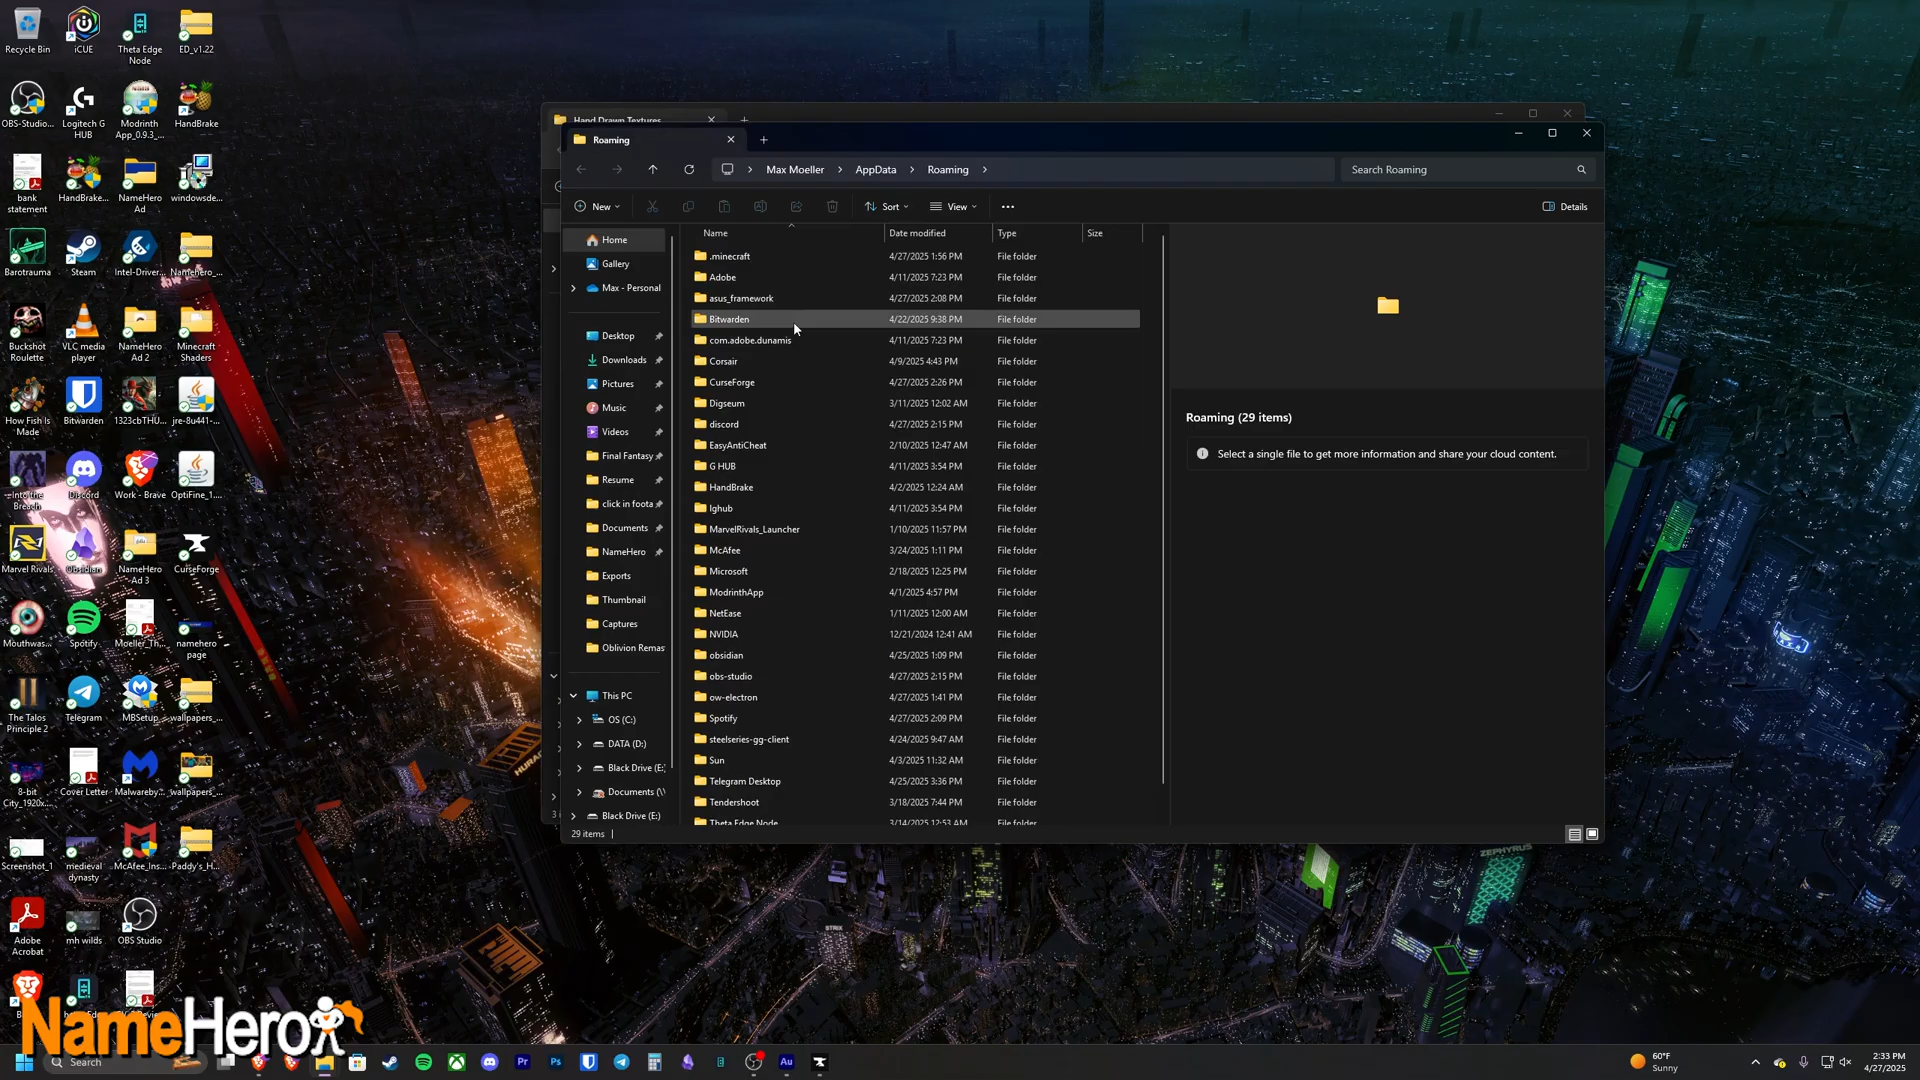 Recycle Bin
iCUE
Theta Edge
Node
ED_v1.22
OBS-Studio...
Logitech G
HUB
Modrinth
App_0.9.3_...
HandBrake
bank
statement
HandBrake...
NameHero
Ad
windowsde...
Barotrauma
Steam
Intel-Driver...
Namehero_...
Buckshot
Roulette
VLC media
player
NameHero
Ad 2
Minecraft
Shaders
How Fish Is
Made
Bitwarden
1323cbTHU...
jre-8u441-...
Into the
Breach
Discord
Work - Brave
OptiFine_1...
Marvel Rivals
Obsidian
NameHero
Ad 3
CurseForge
Mouthwas...
Spotify
Moeller_Th...
namehero
page
The Talos
Principle 2
Telegram
MBSetup
wallpapers_...
8-bit
City_1920x...
Cover Letter
Malwareby...
wallpapers_...
Screenshot_1
medieval
dynasty
McAfee_Ins...
Paddy's_H...
Adobe
Acrobat
mh wilds
OBS Studio
NameHero
Hand Drawn Textures
Roaming
Max Moeller
AppData
Roaming
Search Roaming
New
Sort
View
Details
Home
Gallery
Max - Personal
Desktop
Downloads
Pictures
Music
Videos
Final Fantasy
Resume
click in foota
Documents
NameHero
Exports
Thumbnail
Captures
Oblivion Remas
This PC
OS (C:)
DATA (D:)
Black Drive (E:
Documents (\\
Black Drive (E:)
Name Date modified Type Size
.minecraft 4/27/2025 1:56 PM File folder
Adobe 4/11/2025 7:23 PM File folder
asus_framework 4/27/2025 2:08 PM File folder
Bitwarden 4/22/2025 9:38 PM File folder
com.adobe.dunamis 4/11/2025 7:23 PM File folder
Corsair 4/9/2025 4:43 PM File folder
CurseForge 4/27/2025 2:26 PM File folder
Digseum 3/11/2025 12:02 AM File folder
discord 4/27/2025 2:15 PM File folder
EasyAntiCheat 2/10/2025 12:47 AM File folder
G HUB 4/11/2025 3:54 PM File folder
HandBrake 4/2/2025 12:24 AM File folder
lghub 4/11/2025 3:54 PM File folder
MarvelRivals_Launcher 1/10/2025 11:57 PM File folder
McAfee 3/24/2025 1:11 PM File folder
Microsoft 2/18/2025 12:25 PM File folder
ModrinthApp 4/1/2025 4:57 PM File folder
NetEase 1/11/2025 12:00 AM File folder
NVIDIA 12/21/2024 12:41 AM File folder
obsidian 4/25/2025 1:09 PM File folder
obs-studio 4/27/2025 2:15 PM File folder
ow-electron 4/27/2025 1:41 PM File folder
Spotify 4/27/2025 2:09 PM File folder
steelseries-gg-client 4/24/2025 9:47 AM File folder
Sun 4/3/2025 11:32 AM File folder
Telegram Desktop 4/25/2025 3:36 PM File folder
Tendershoot 3/18/2025 7:44 PM File folder
Theta Edge Node 3/14/2025 12:53 AM File folder
Roaming (29 items)
Select a single file to get more information and share your cloud content.
29 items
ZEPHYRUS
STRIX
Search
Pr
Ps
Au
60°F
Sunny
2:33 PM
4/27/2025